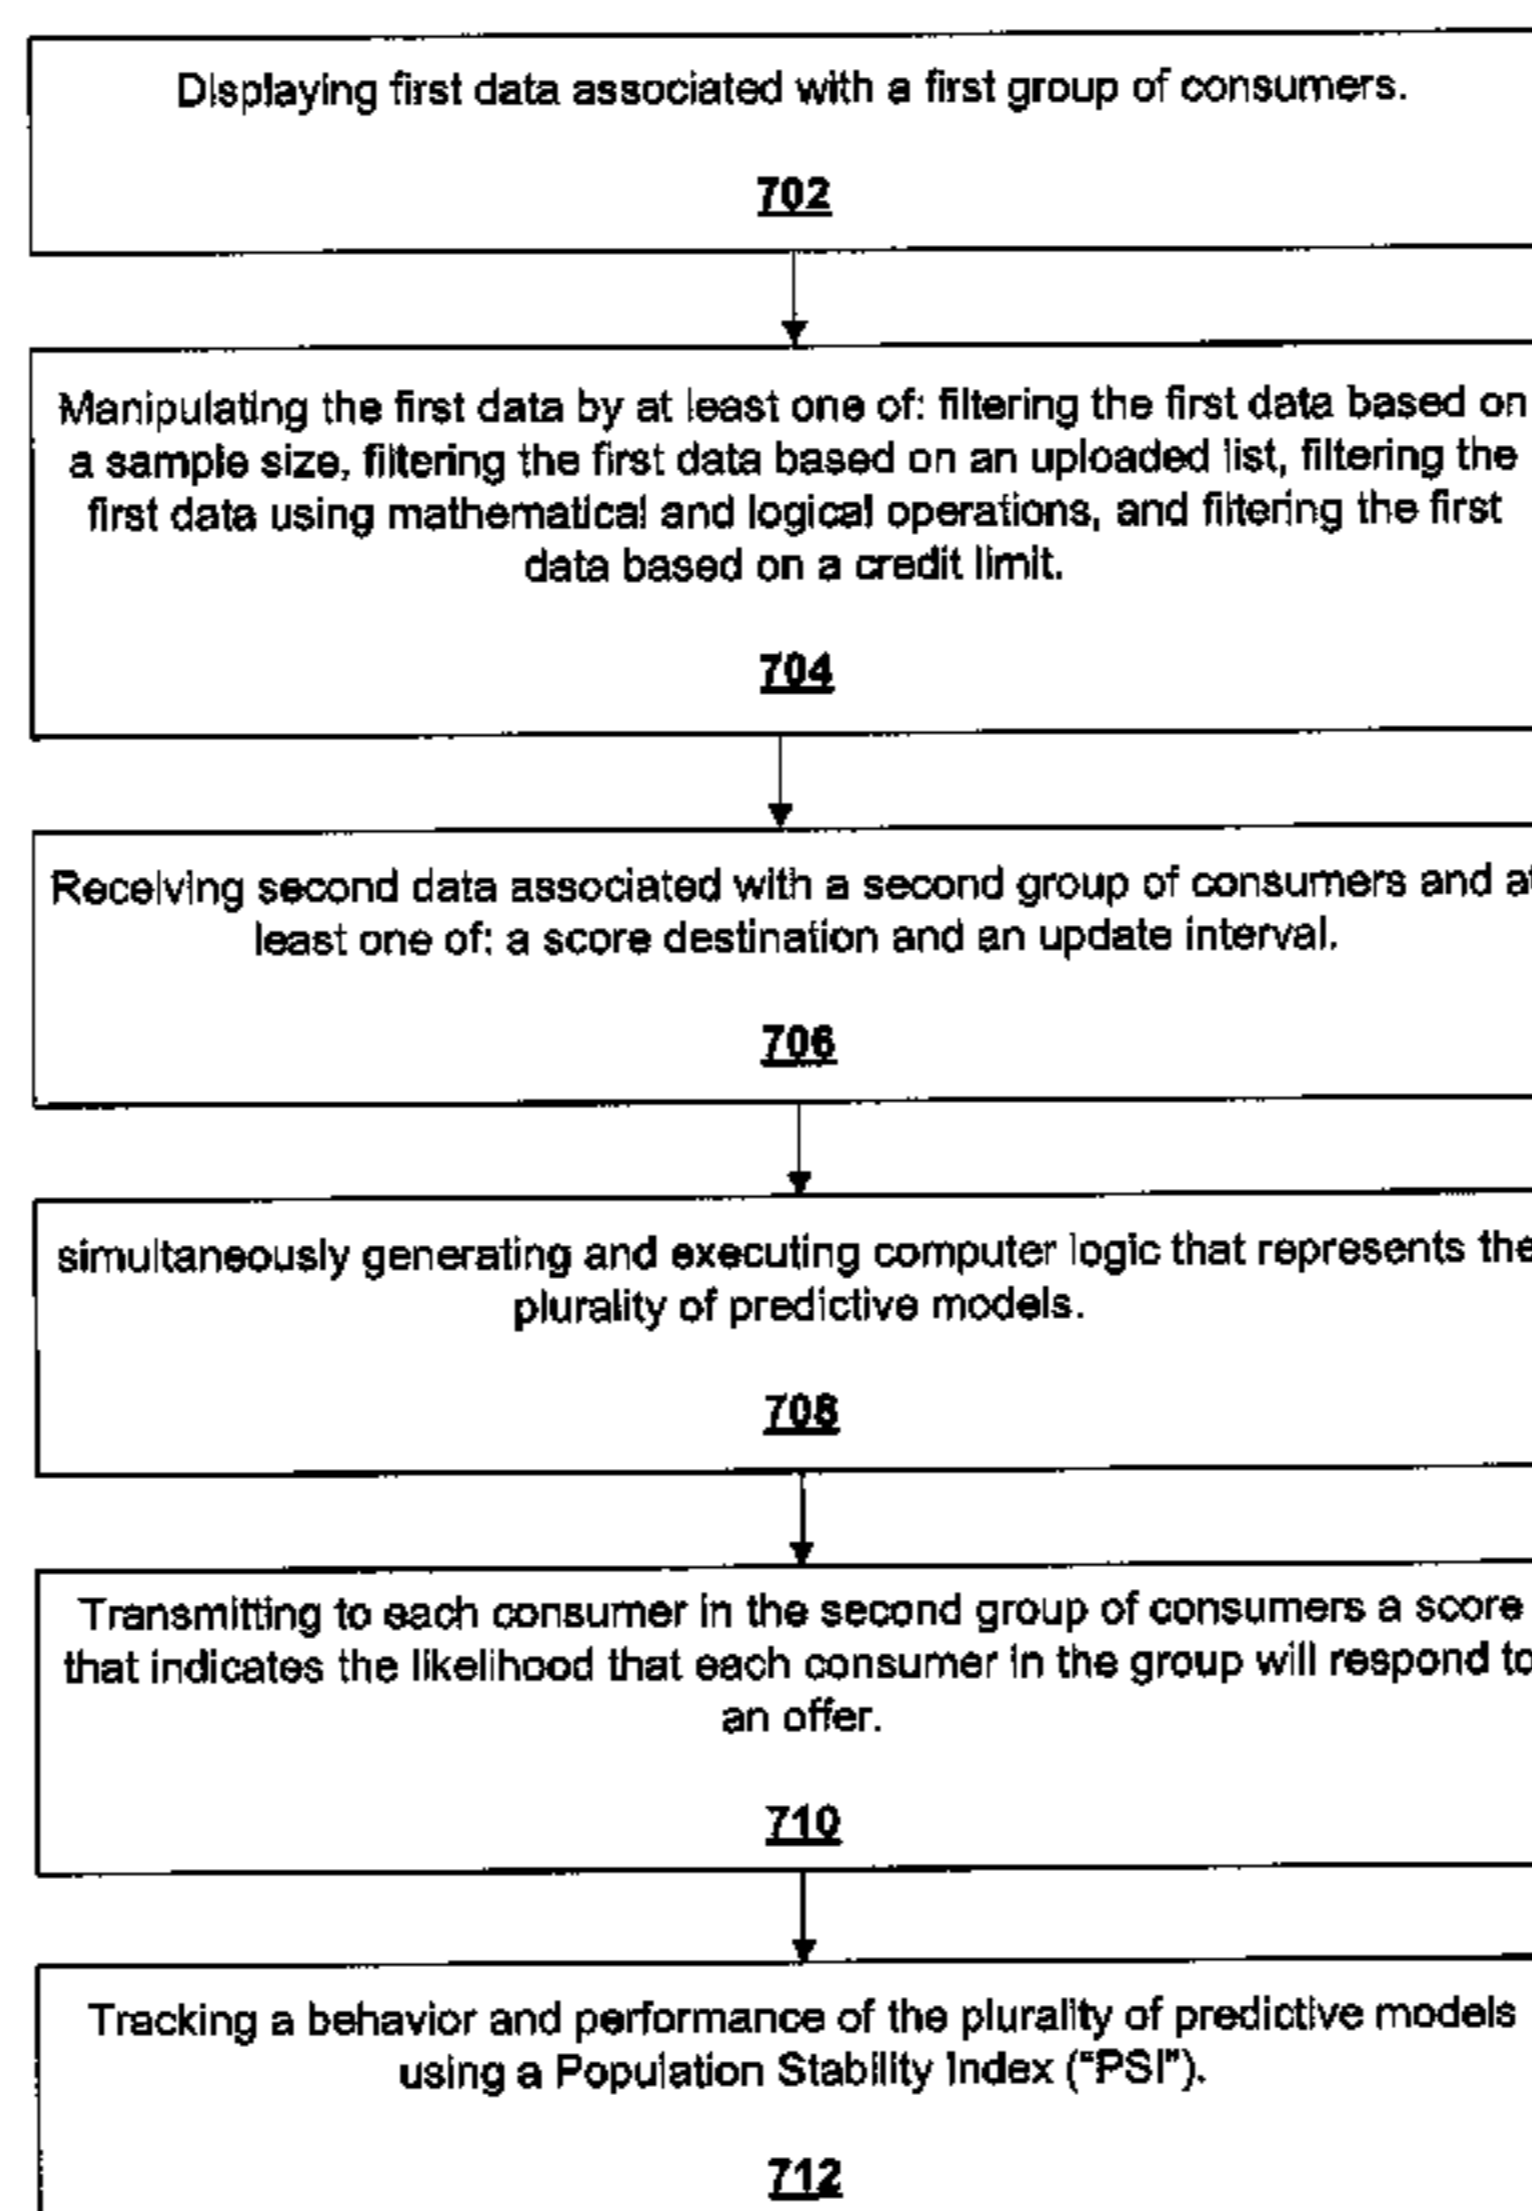 Displaying first data associated with a first group of consumers.
702
Manipulating the first data by at least one of: filtering the first data based on
a sample size, filtering the first data based on an uploaded list, filtering the
first data using mathematical and logical operations, and filtering the first
data based on a credit limit.
704
Receiving second data associated with a second group of consumers and at
least one of: a score destination and an update interval.
706
simultaneously generating and executing computer logic that represents the
plurality of predictive models.
708
Transmitting to each consumer in the second group of consumers a score
that indicates the likelihood that each consumer in the group will respond to
an offer.
710
Tracking a behavior and performance of the plurality of predictive models
using a Population Stability Index ("PSI").
712